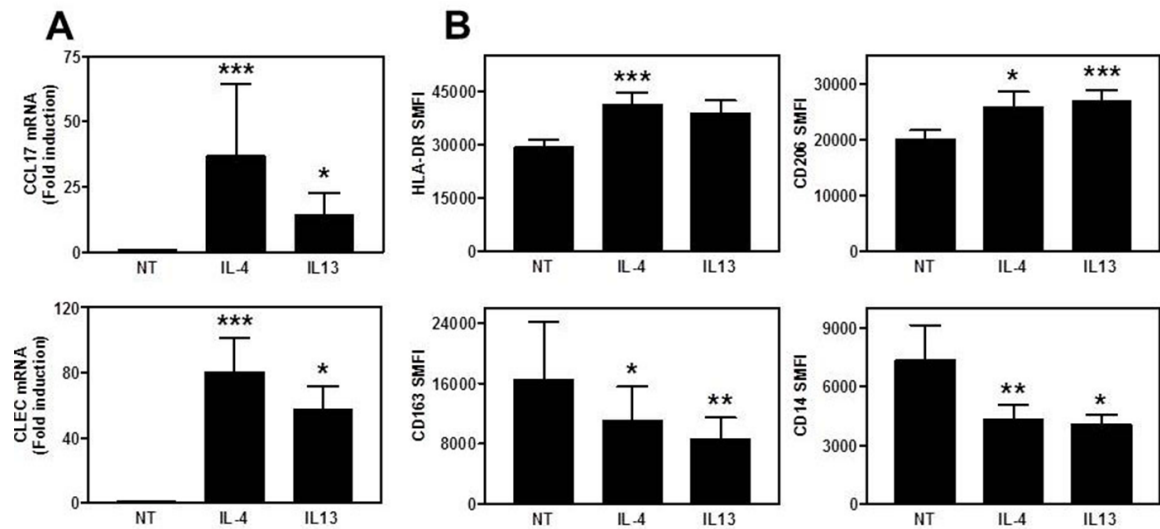 A
B
CCL17 mRNA
(Fold induction)
75
50
25
0
***
*
NT IL-4 IL13
HLA-DR SMFI
45000
30000
15000
0
***
NT IL-4 IL13
CD206 SMFI
30000
20000
10000
0
*
***
NT IL-4 IL13
CLEC mRNA
(Fold induction)
120
80
40
0
***
*
NT IL-4 IL13
CD163 SMFI
24000
16000
8000
0
*
**
NT IL-4 IL13
CD14 SMFI
9000
6000
3000
0
**
*
NT IL-4 IL13